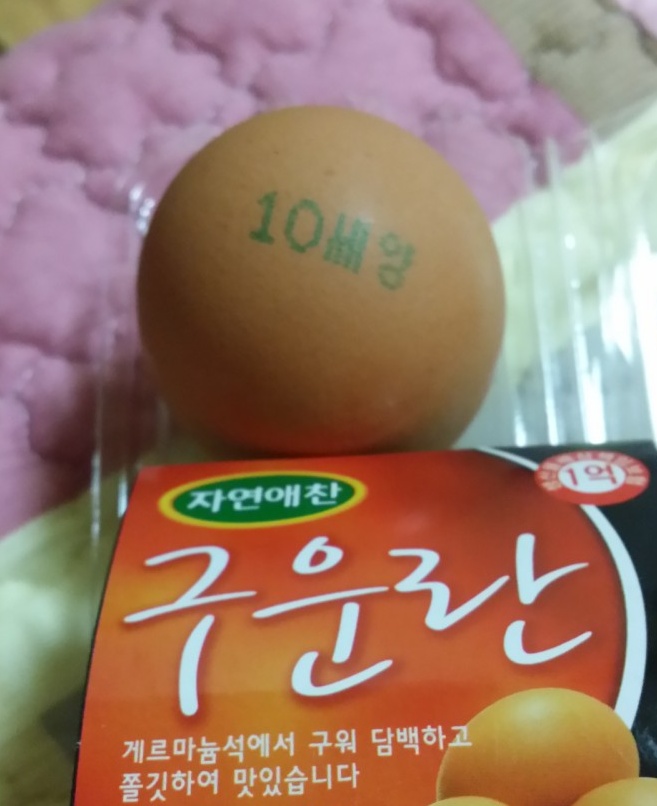 10세양
자연애찬
1억
구운란
게르마늄석에서 구워 담백하고
쫄깃하여 맛있습니다